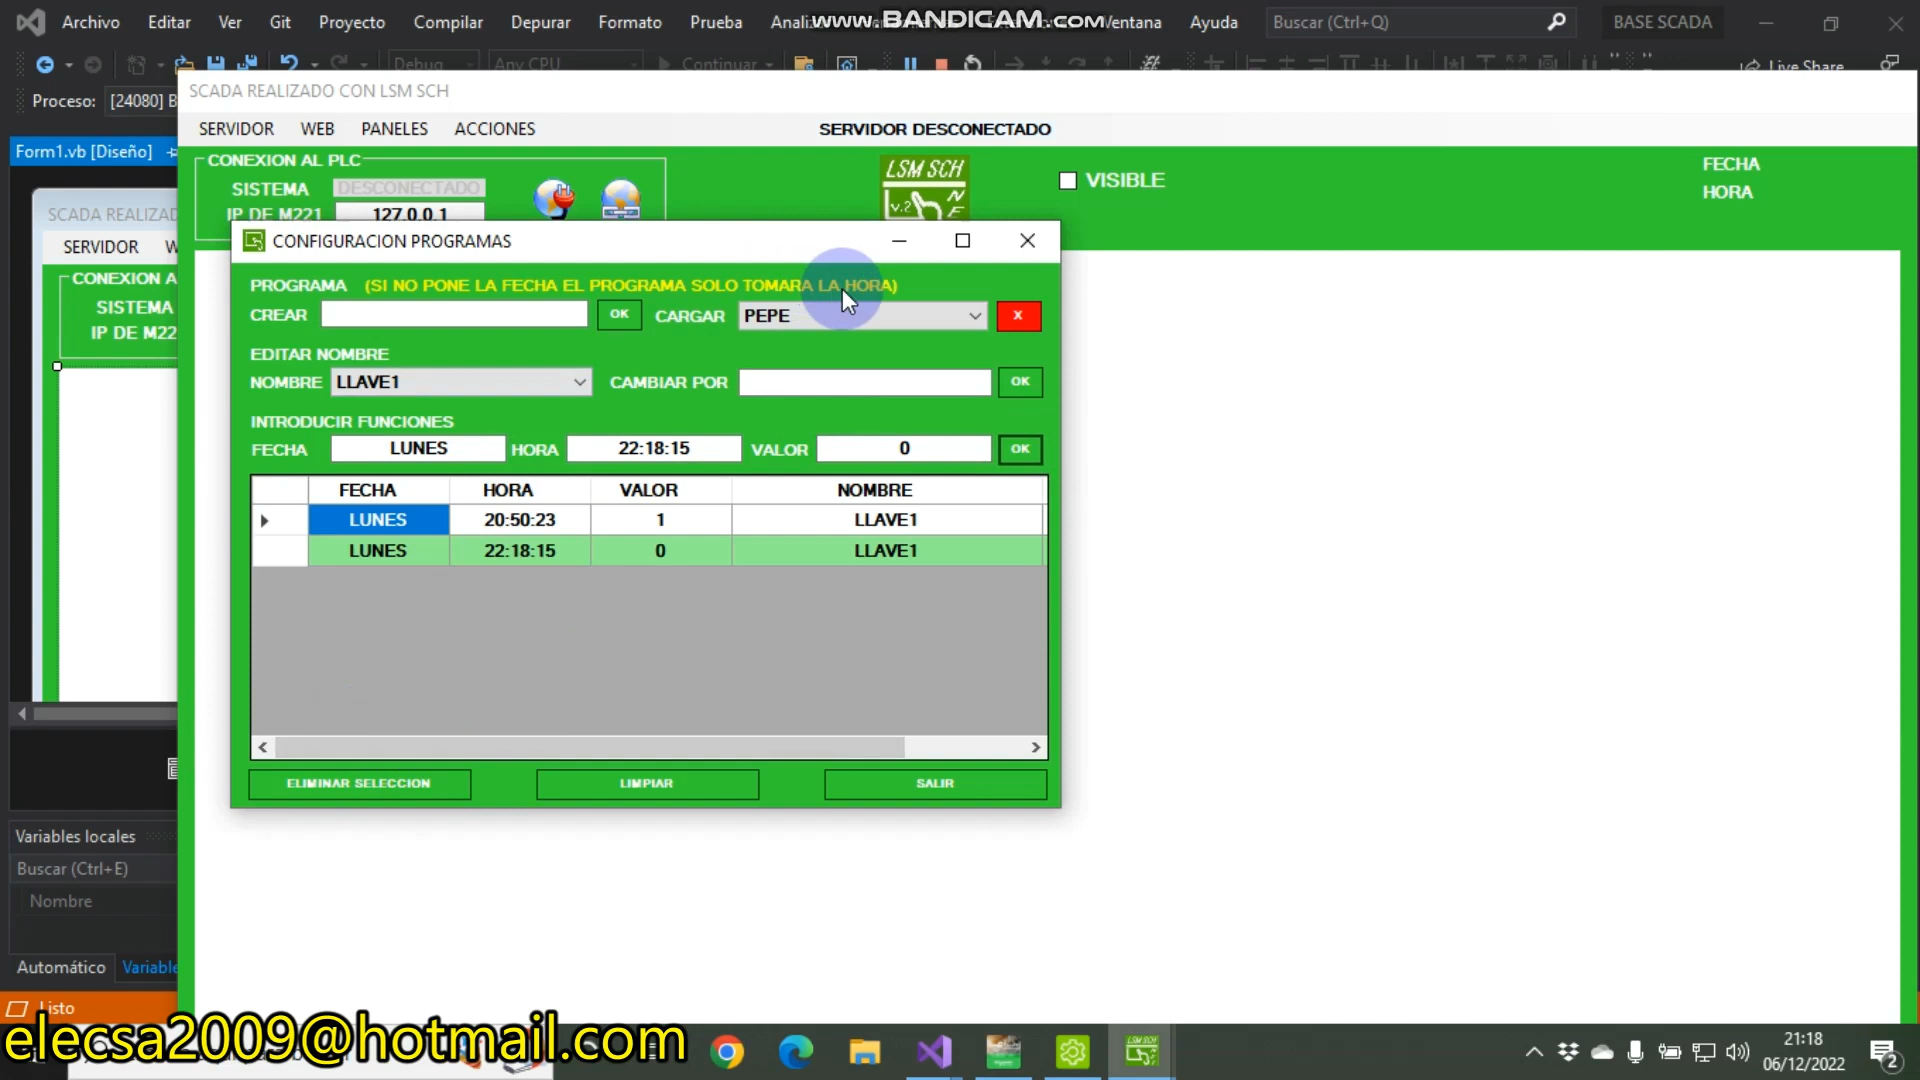 Archivo Editar Ver Git Proyecto Compilar Depurar Formato Prueba www.BANDICAM.com Ventana Ayuda Buscar (Ctrl+Q) BASE SCADA
Debug Any CPU Continuar Live Share
Proceso: [24080] B
SCADA REALIZADO CON LSM SCH
SERVIDOR WEB PANELES ACCIONES SERVIDOR DESCONECTADO
Form1.vb [Diseño]
CONEXION AL PLC
SISTEMA DESCONECTADO
IP DE M221 127.0.0.1
LSM SCH
v.2
VISIBLE
FECHA
HORA
SCADA REALIZAD
SERVIDOR W
CONEXION A
SISTEMA
IP DE M22
CONFIGURACION PROGRAMAS
PROGRAMA (SI NO PONE LA FECHA EL PROGRAMA SOLO TOMARA LA HORA)
CREAR OK CARGAR PEPE X
EDITAR NOMBRE
NOMBRE LLAVE1 CAMBIAR POR OK
INTRODUCIR FUNCIONES
FECHA LUNES HORA 22:18:15 VALOR 0 OK
FECHA HORA VALOR NOMBRE
LUNES 20:50:23 1 LLAVE1
LUNES 22:18:15 0 LLAVE1
ELIMINAR SELECCION LIMPIAR SALIR
Variables locales
Buscar (Ctrl+E)
Nombre
Automático Variable
Listo
elecsa2009@hotmail.com
21:18
06/12/2022
2